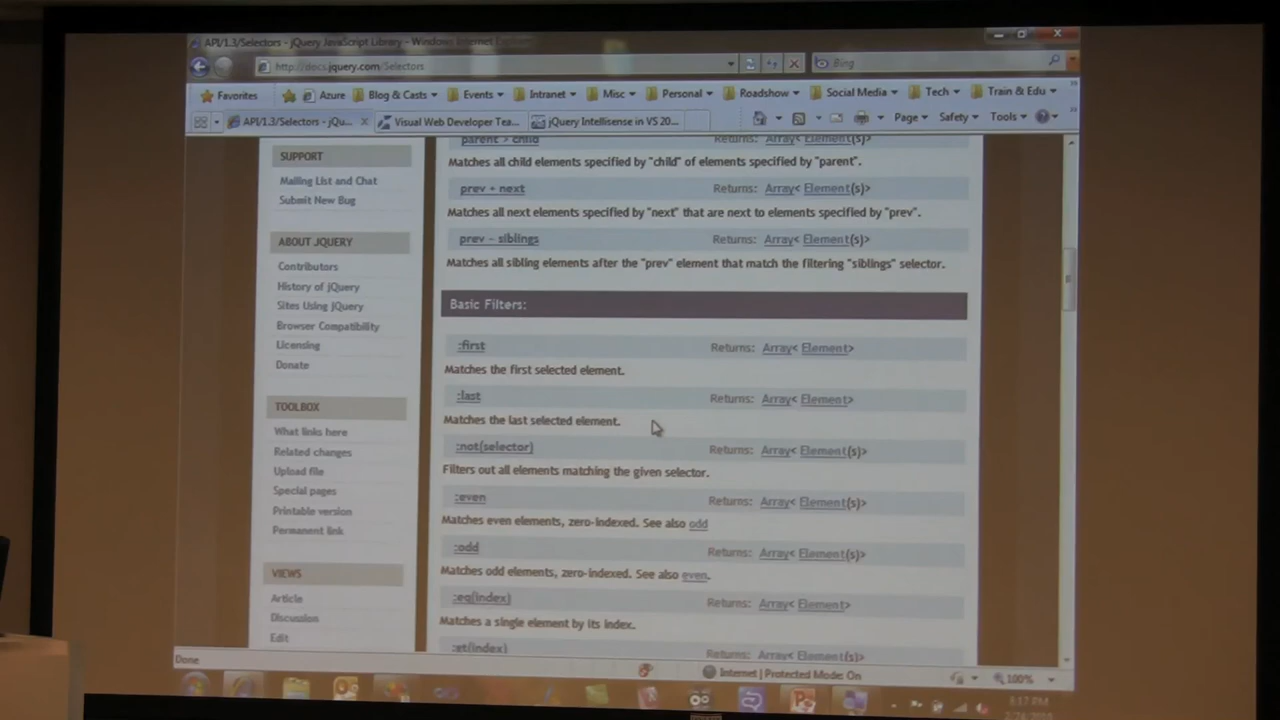 API/1.3/Selectors - jQuery JavaScript Library - Windows Internet Explorer
http://docs.jquery.com/Selectors
Bing
Favorites
Azure
Blog & Casts
Events
Intranet
Misc
Personal
Roadshow
Social Media
Tech
Train & Edu
API/1.3/Selectors - jQu...
Visual Web Developer Tea...
jQuery Intellisense in VS 20...
Page
Safety
Tools
SUPPORT
Mailing List and Chat
Submit New Bug
ABOUT JQUERY
Contributors
History of jQuery
Sites Using jQuery
Browser Compatibility
Licensing
Donate
TOOLBOX
What links here
Related changes
Upload file
Special pages
Printable version
Permanent link
VIEWS
Article
Discussion
Edit
parent > child Returns: Array< Element(s)>
Matches all child elements specified by "child" of elements specified by "parent".
prev + next Returns: Array< Element(s)>
Matches all next elements specified by "next" that are next to elements specified by "prev".
prev ~ siblings Returns: Array< Element(s)>
Matches all sibling elements after the "prev" element that match the filtering "siblings" selector.
Basic Filters:
:first Returns: Array< Element>
Matches the first selected element.
:last Returns: Array< Element>
Matches the last selected element.
:not(selector) Returns: Array< Element(s)>
Filters out all elements matching the given selector.
:even Returns: Array< Element(s)>
Matches even elements, zero-indexed. See also odd
:odd Returns: Array< Element(s)>
Matches odd elements, zero-indexed. See also even.
:eq(index) Returns: Array< Element>
Matches a single element by its index.
:gt(index) Returns: Array< Element(s)>
Done
Internet | Protected Mode: On
100%